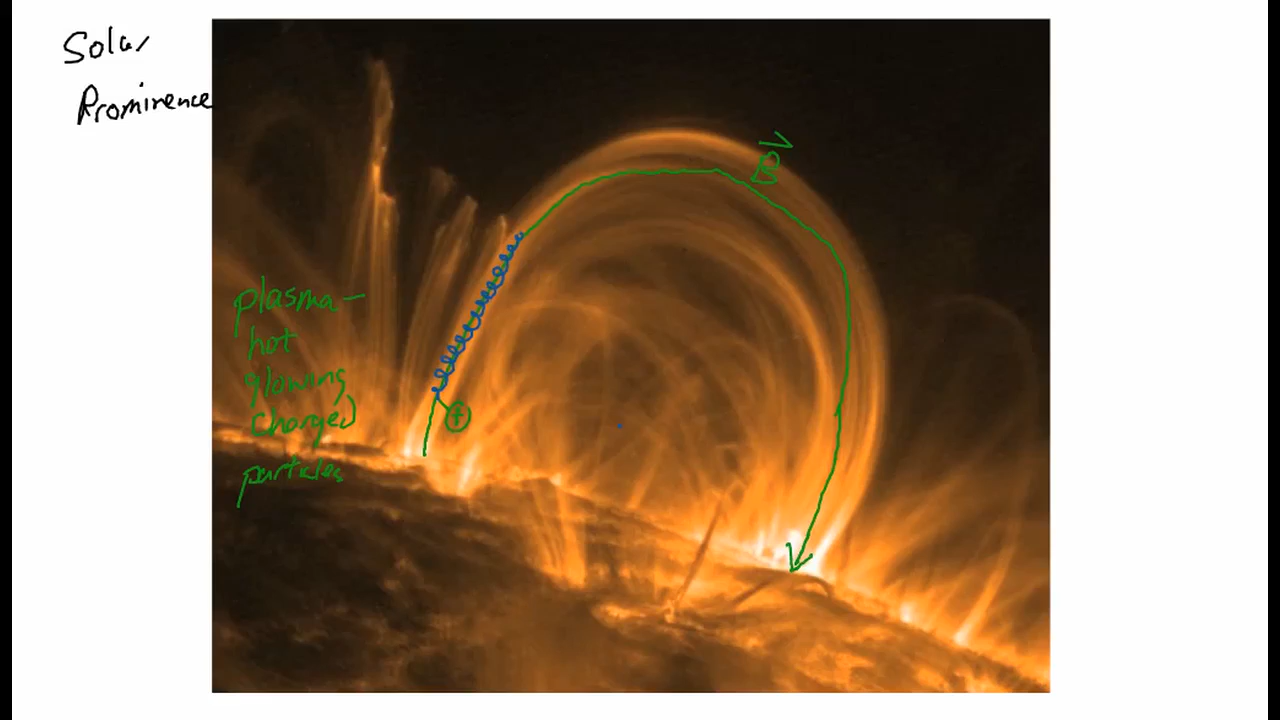 Solar
Prominence
B
plasma -
hot
glowing
charged
particles
+